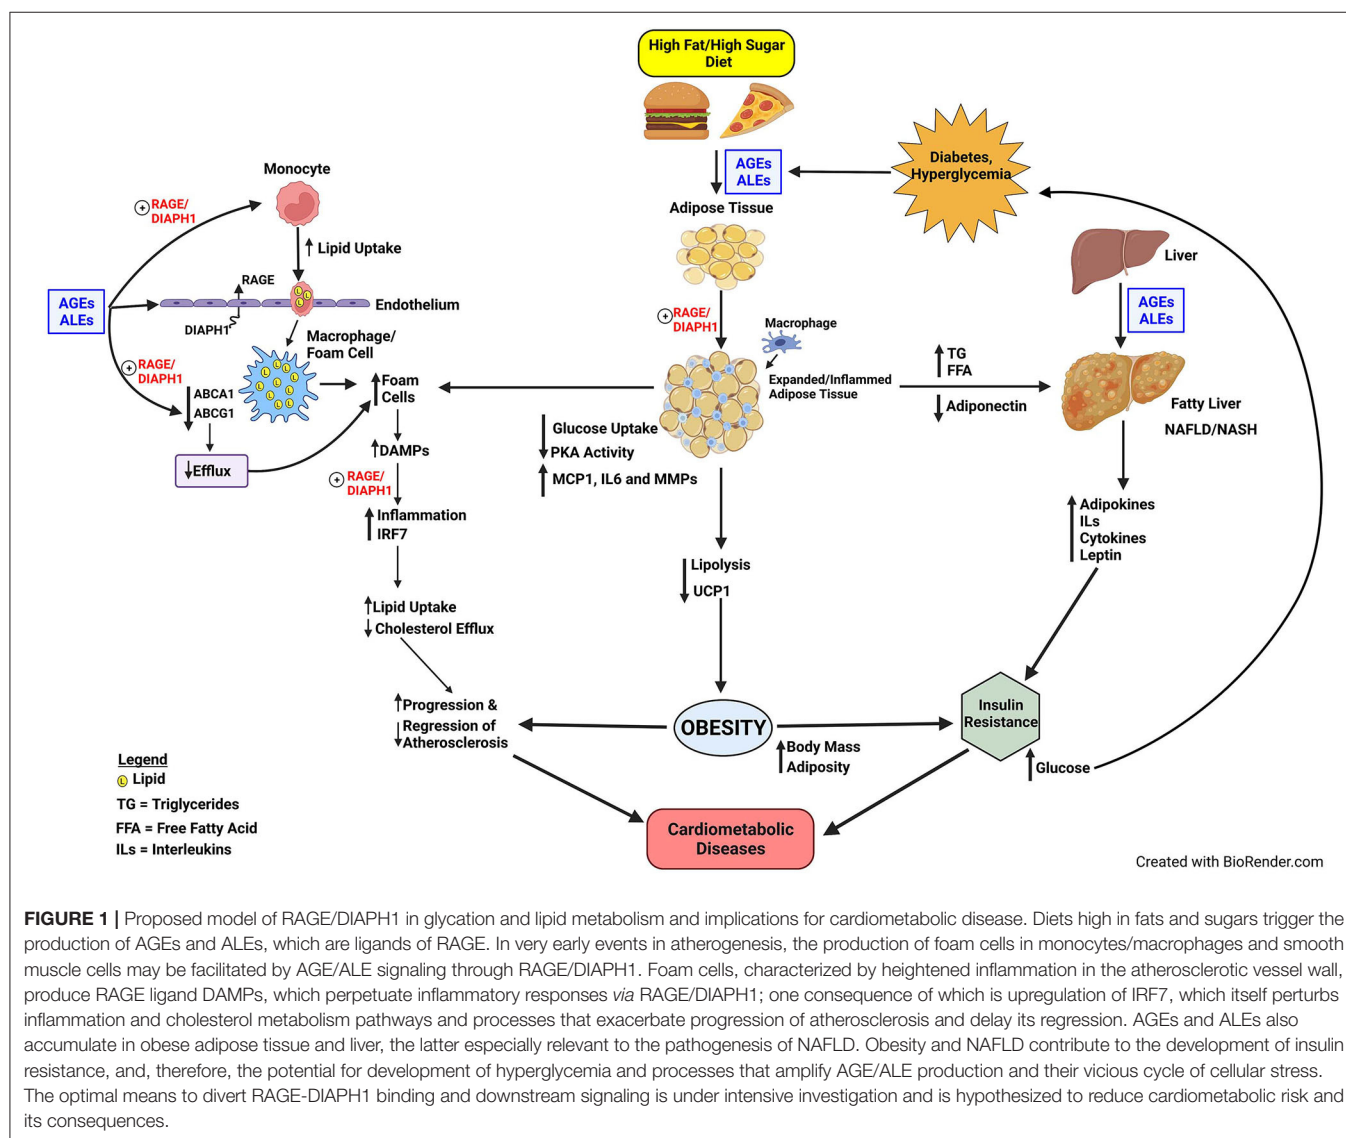 High Fat/High Sugar
Diet
AGEs
ALEs
Diabetes,
Hyperglycemia
Adipose Tissue
Monocyte
+ RAGE/
DIAPH1
Lipid Uptake
RAGE
AGEs
ALEs
Endothelium
DIAPH1
Macrophage/
Foam Cell
+ RAGE/
DIAPH1
ABCA1
ABCG1
Efflux
Foam
Cells
DAMPs
+ RAGE/
DIAPH1
Inflammation
IRF7
Lipid Uptake
Cholesterol Efflux
Progression &
Regression of
Atherosclerosis
+ RAGE/
DIAPH1
Macrophage
Expanded/Inflammed
Adipose Tissue
Glucose Uptake
PKA Activity
MCP1, IL6 and MMPs
Lipolysis
UCP1
OBESITY
Body Mass
Adiposity
TG
FFA
Adiponectin
Liver
AGEs
ALEs
Fatty Liver
NAFLD/NASH
Adipokines
ILs
Cytokines
Leptin
Insulin
Resistance
Glucose
Cardiometabolic
Diseases
Legend
L Lipid
TG = Triglycerides
FFA = Free Fatty Acid
ILs = Interleukins
Created with BioRender.com
FIGURE 1 | Proposed model of RAGE/DIAPH1 in glycation and lipid metabolism and implications for cardiometabolic disease. Diets high in fats and sugars trigger the
production of AGEs and ALEs, which are ligands of RAGE. In very early events in atherogenesis, the production of foam cells in monocytes/macrophages and smooth
muscle cells may be facilitated by AGE/ALE signaling through RAGE/DIAPH1. Foam cells, characterized by heightened inflammation in the atherosclerotic vessel wall,
produce RAGE ligand DAMPs, which perpetuate inflammatory responses via RAGE/DIAPH1; one consequence of which is upregulation of IRF7, which itself perturbs
inflammation and cholesterol metabolism pathways and processes that exacerbate progression of atherosclerosis and delay its regression. AGEs and ALEs also
accumulate in obese adipose tissue and liver, the latter especially relevant to the pathogenesis of NAFLD. Obesity and NAFLD contribute to the development of insulin
resistance, and, therefore, the potential for development of hyperglycemia and processes that amplify AGE/ALE production and their vicious cycle of cellular stress.
The optimal means to divert RAGE-DIAPH1 binding and downstream signaling is under intensive investigation and is hypothesized to reduce cardiometabolic risk and
its consequences.